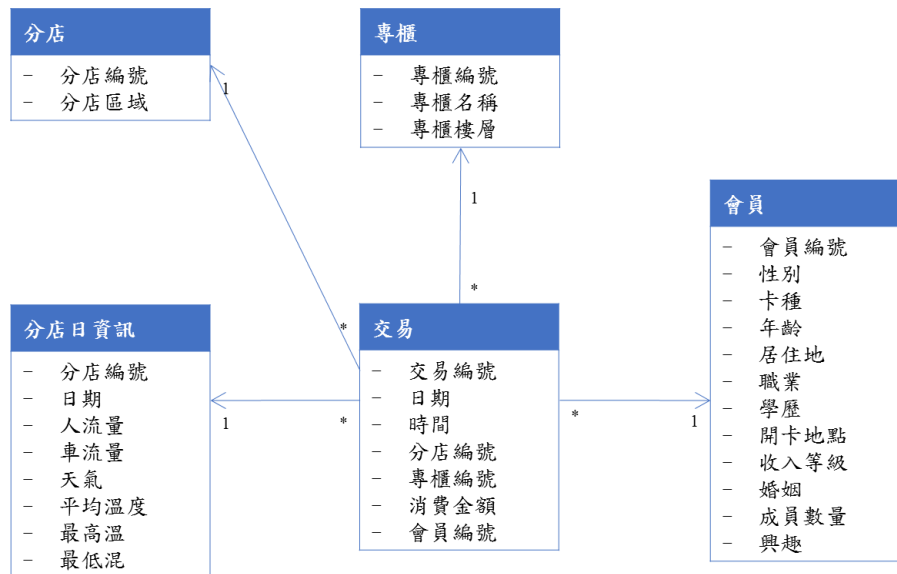 分店
– 分店編號
– 分店區域
專櫃
– 專櫃編號
– 專櫃名稱
– 專櫃樓層
會員
– 會員編號
– 性別
– 卡種
– 年齡
– 居住地
– 職業
– 學歷
– 開卡地點
– 收入等級
– 婚姻
– 成員數量
– 興趣
分店日資訊
– 分店編號
– 日期
– 人流量
– 車流量
– 天氣
– 平均溫度
– 最高溫
– 最低混
交易
– 交易編號
– 日期
– 時間
– 分店編號
– 專櫃編號
– 消費金額
– 會員編號
1
*
1
*
1
*
*
1